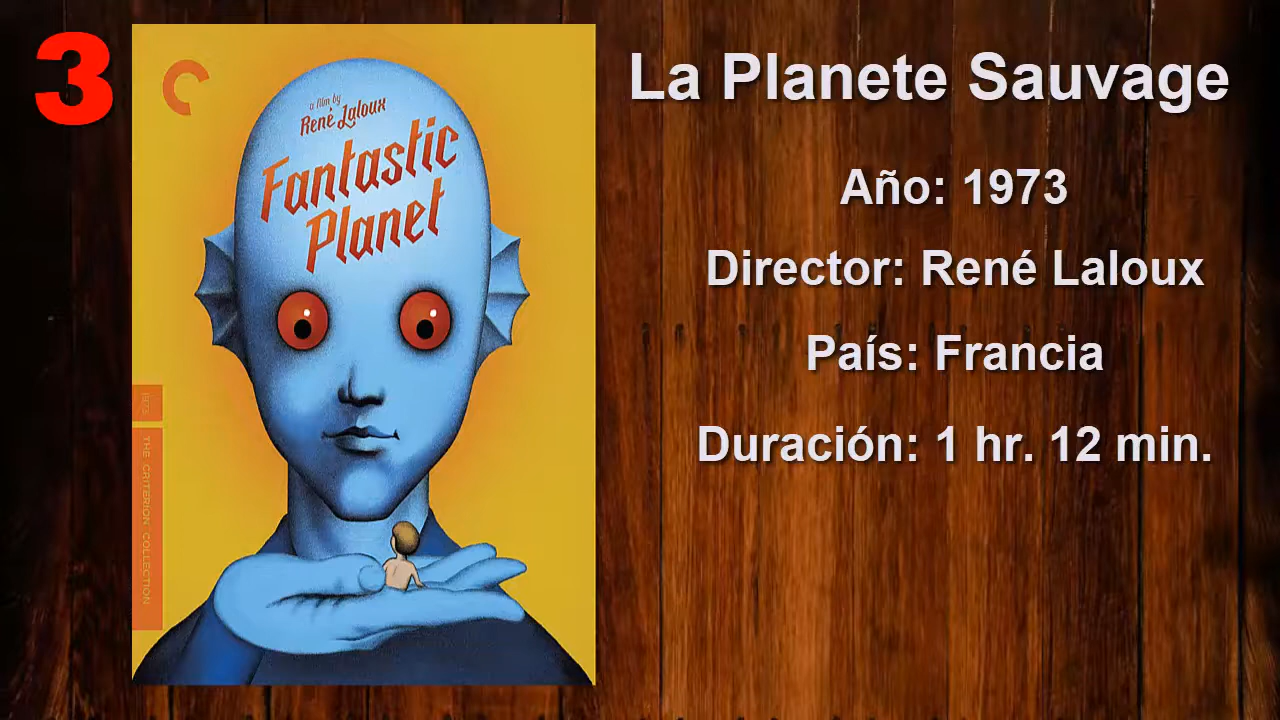 3
a film by
René Laloux
Fantastic
Planet
THE CRITERION COLLECTION
La Planete Sauvage
Año: 1973
Director: René Laloux
País: Francia
Duración: 1 hr. 12 min.